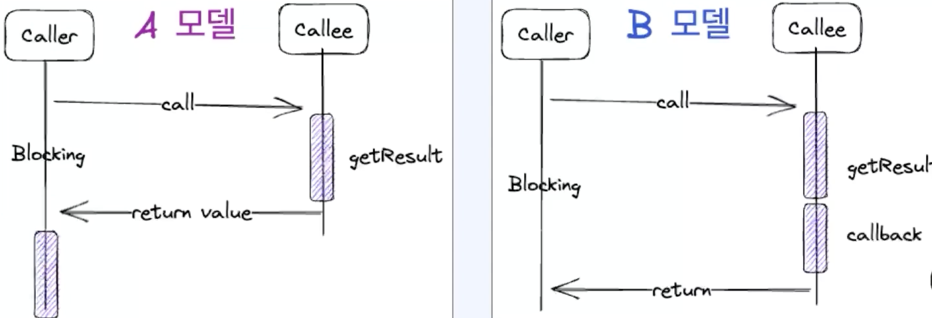 A 모델
Caller
Callee
call
Blocking
getResult
return value
B 모델
Caller
Callee
call
Blocking
getResul
callback
return